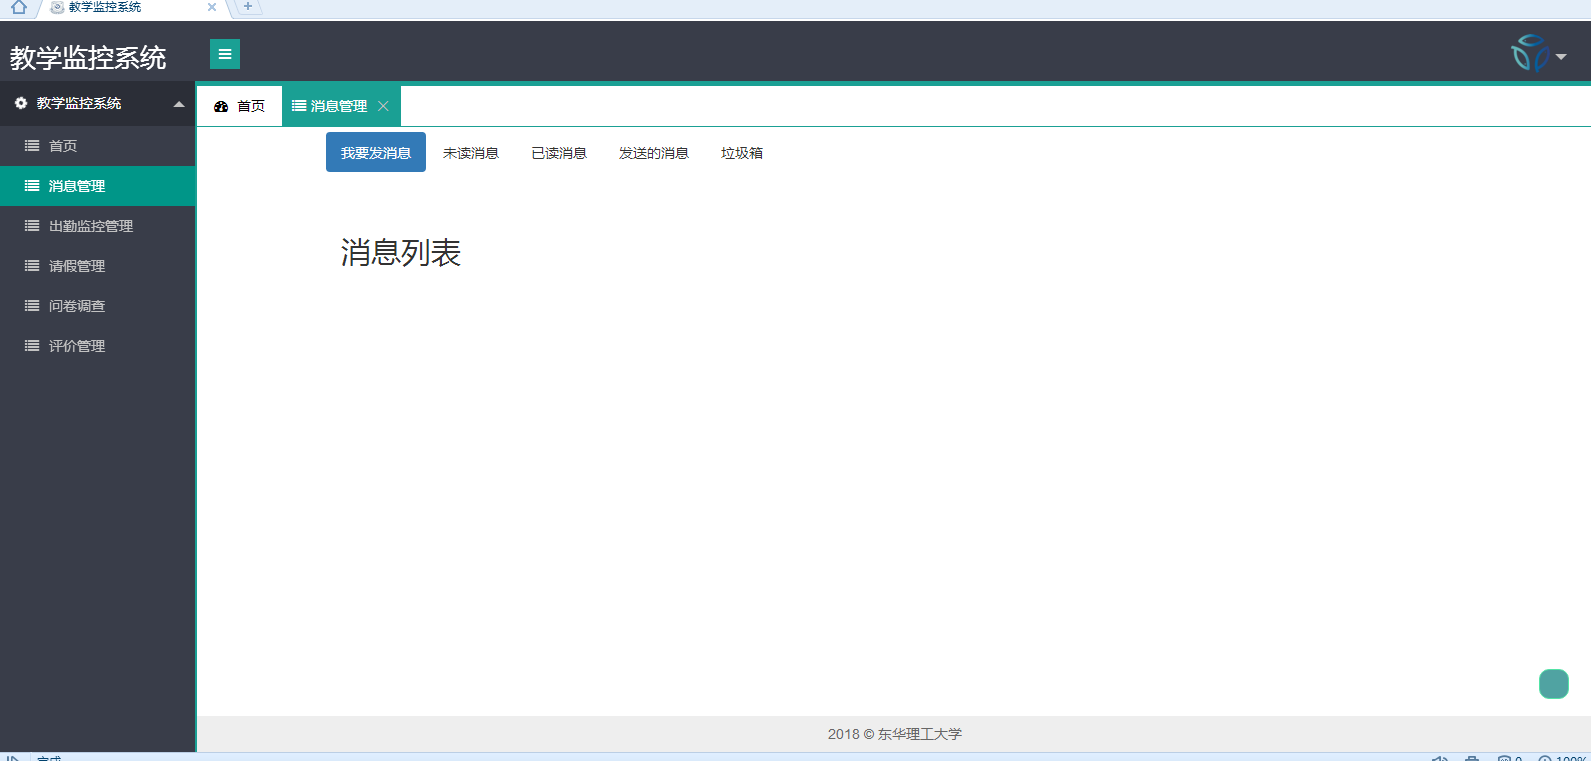 教学监控系统
教学监控系统
教学监控系统
首页
消息管理
出勤监控管理
请假管理
问卷调查
评价管理
首页 消息管理
我要发消息 未读消息 已读消息 发送的消息 垃圾箱
消息列表
2018 © 东华理工大学
完成
0 100%